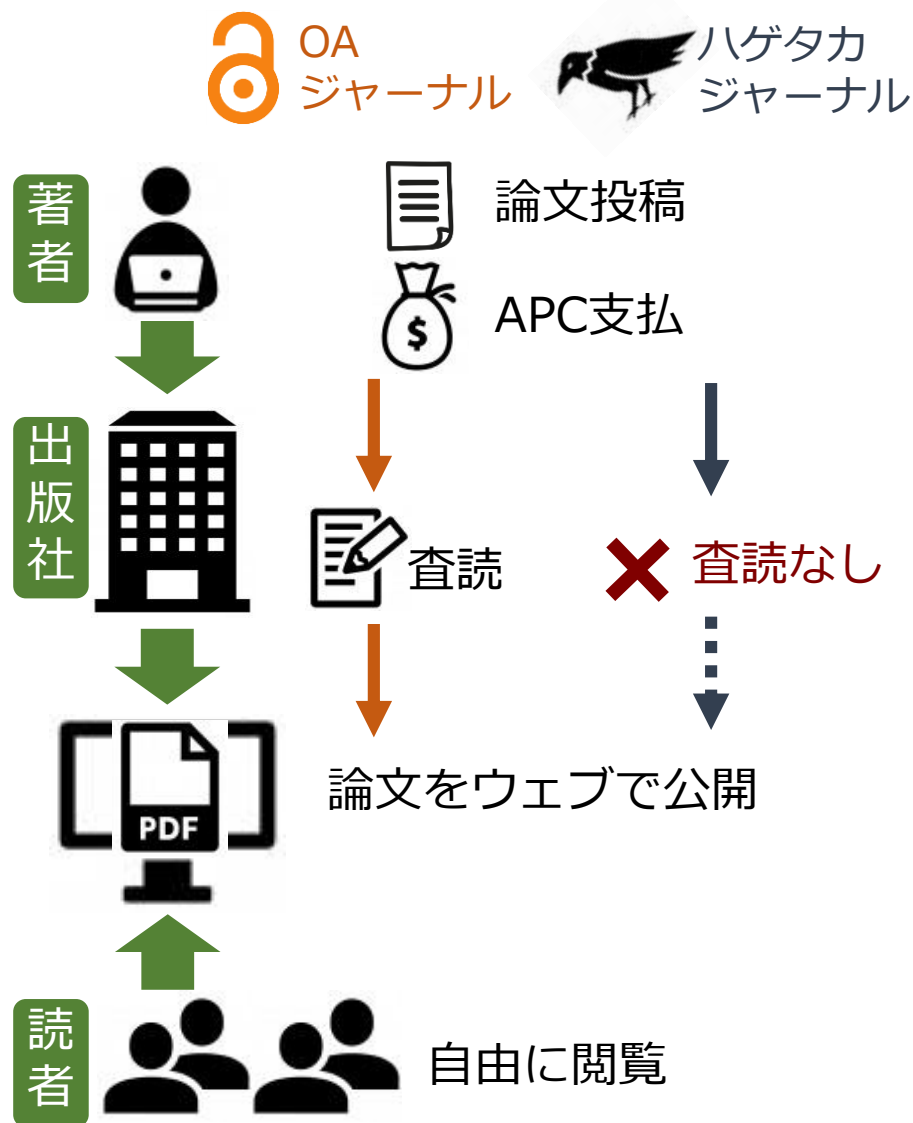 OA
ジャーナル
ハゲタカ
ジャーナル
著者
論文投稿
$
APC支払
出版社
査読
査読なし
PDF
論文をウェブで公開
読者
自由に閲覧